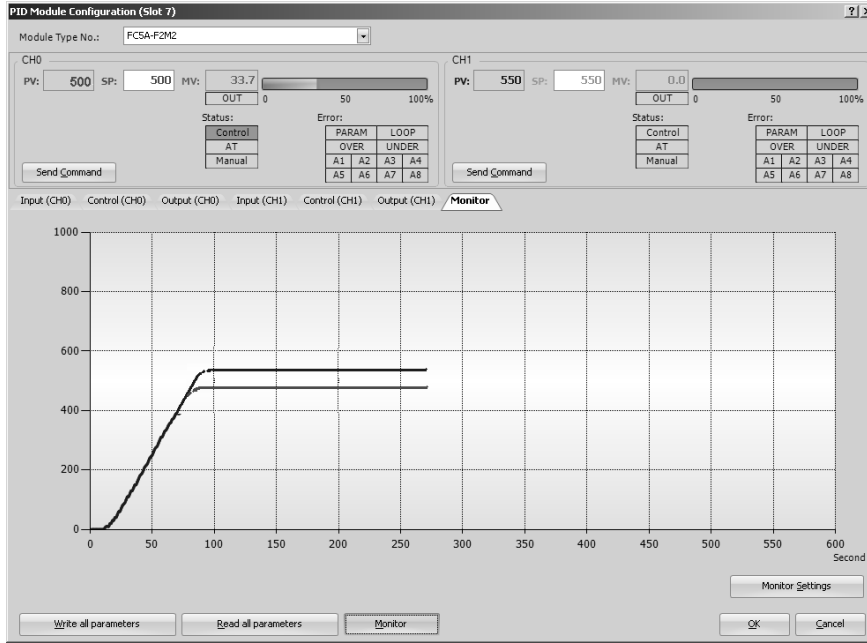 PID Module Configuration (Slot 7)
Module Type No.: FC5A-F2M2
CH0
PV: 500 SP: 500 MV: 33.7
OUT 0 50 100%
Status: Error:
Control PARAM LOOP
AT OVER UNDER
Manual A1 A2 A3 A4
Send Command A5 A6 A7 A8
CH1
PV: 550 SP: 550 MV: 0.0
OUT 0 50 100%
Status: Error:
Control PARAM LOOP
AT OVER UNDER
Manual A1 A2 A3 A4
Send Command A5 A6 A7 A8
Input (CH0) Control (CH0) Output (CH0) Input (CH1) Control (CH1) Output (CH1) Monitor
1000
800
600
400
200
0
0 50 100 150 200 250 300 350 400 450 500 550 600
Second
Monitor Settings
Write all parameters Read all parameters Monitor OK Cancel